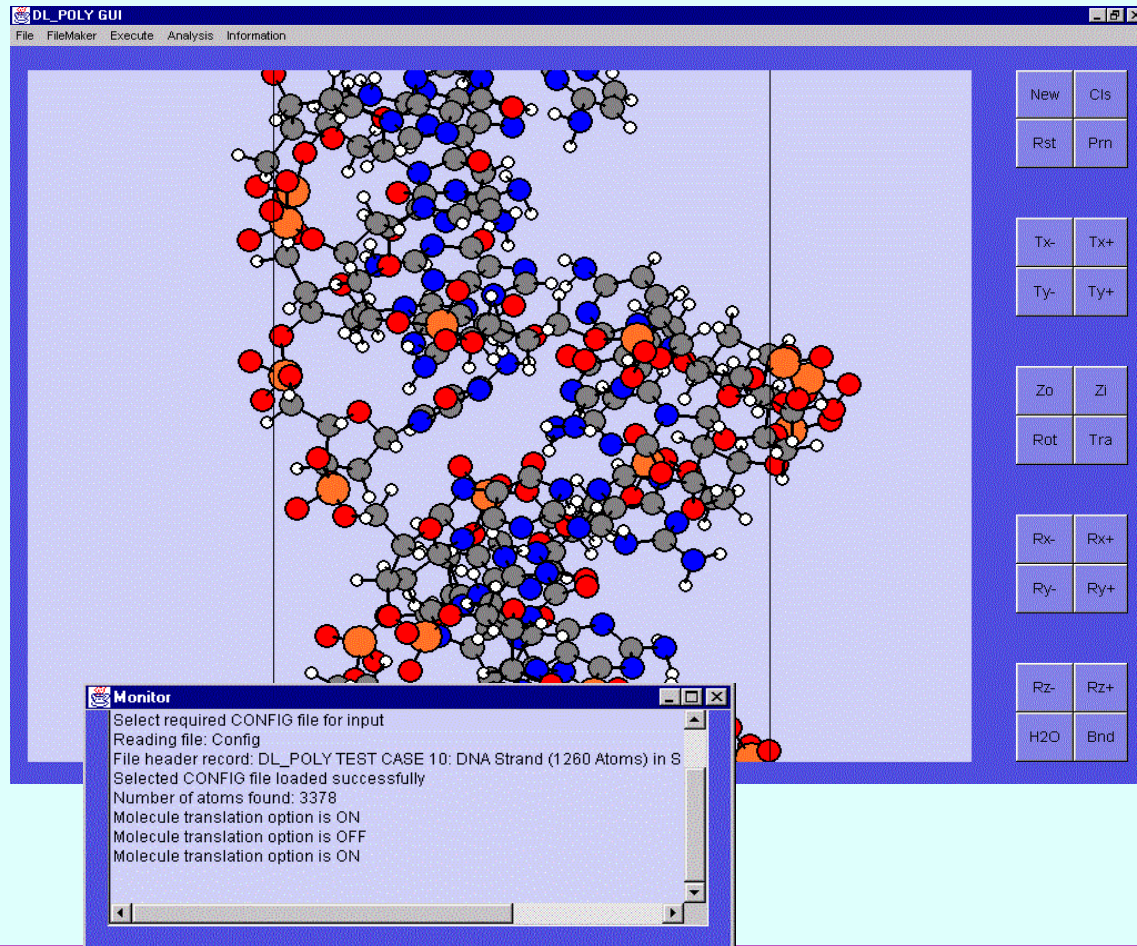 DL_POLY GUI
File FileMaker Execute Analysis Information
New Cls
Rst Prn
Tx- Tx+
Ty- Ty+
Zo Zi
Rot Tra
Rx- Rx+
Ry- Ry+
Rz- Rz+
H2O Bnd
Monitor
Select required CONFIG file for input
Reading file: Config
File header record: DL_POLY TEST CASE 10: DNA Strand (1260 Atoms) in S
Selected CONFIG file loaded successfully
Number of atoms found: 3378
Molecule translation option is ON
Molecule translation option is OFF
Molecule translation option is ON